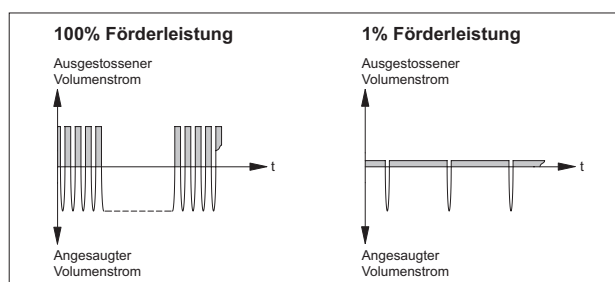 100% Förderleistung
Ausgestossener
Volumenstrom
t
Angesaugter
Volumenstrom
1% Förderleistung
Ausgestossener
Volumenstrom
t
Angesaugter
Volumenstrom